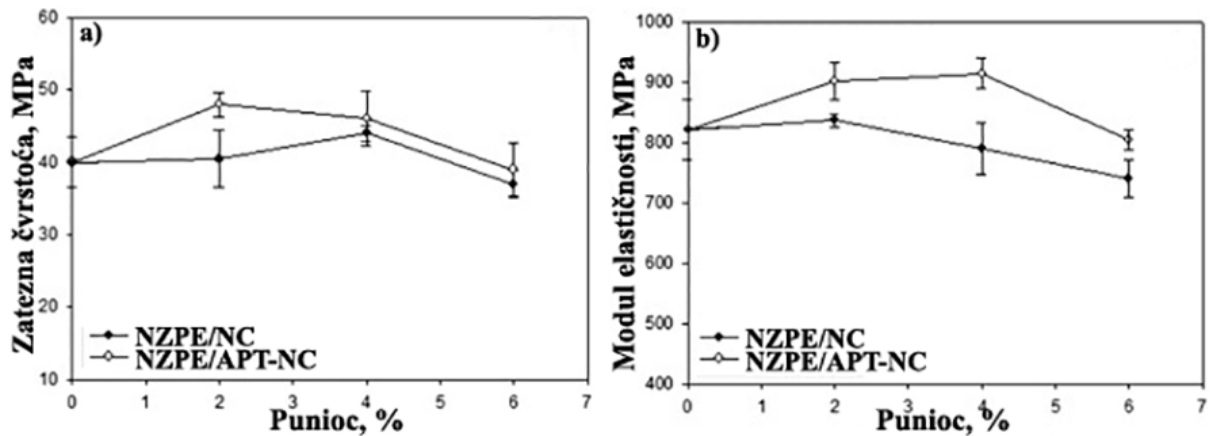 a)
Zatezna čvrstoća, MPa
60
50
40
30
20
10
NZPE/NC
NZPE/APT-NC
0 1 2 3 4 5 6 7
Punioc, %
b)
Modul elastičnosti, MPa
1000
900
800
700
600
500
400
NZPE/NC
NZPE/APT-NC
0 1 2 3 4 5 6 7
Punioc, %